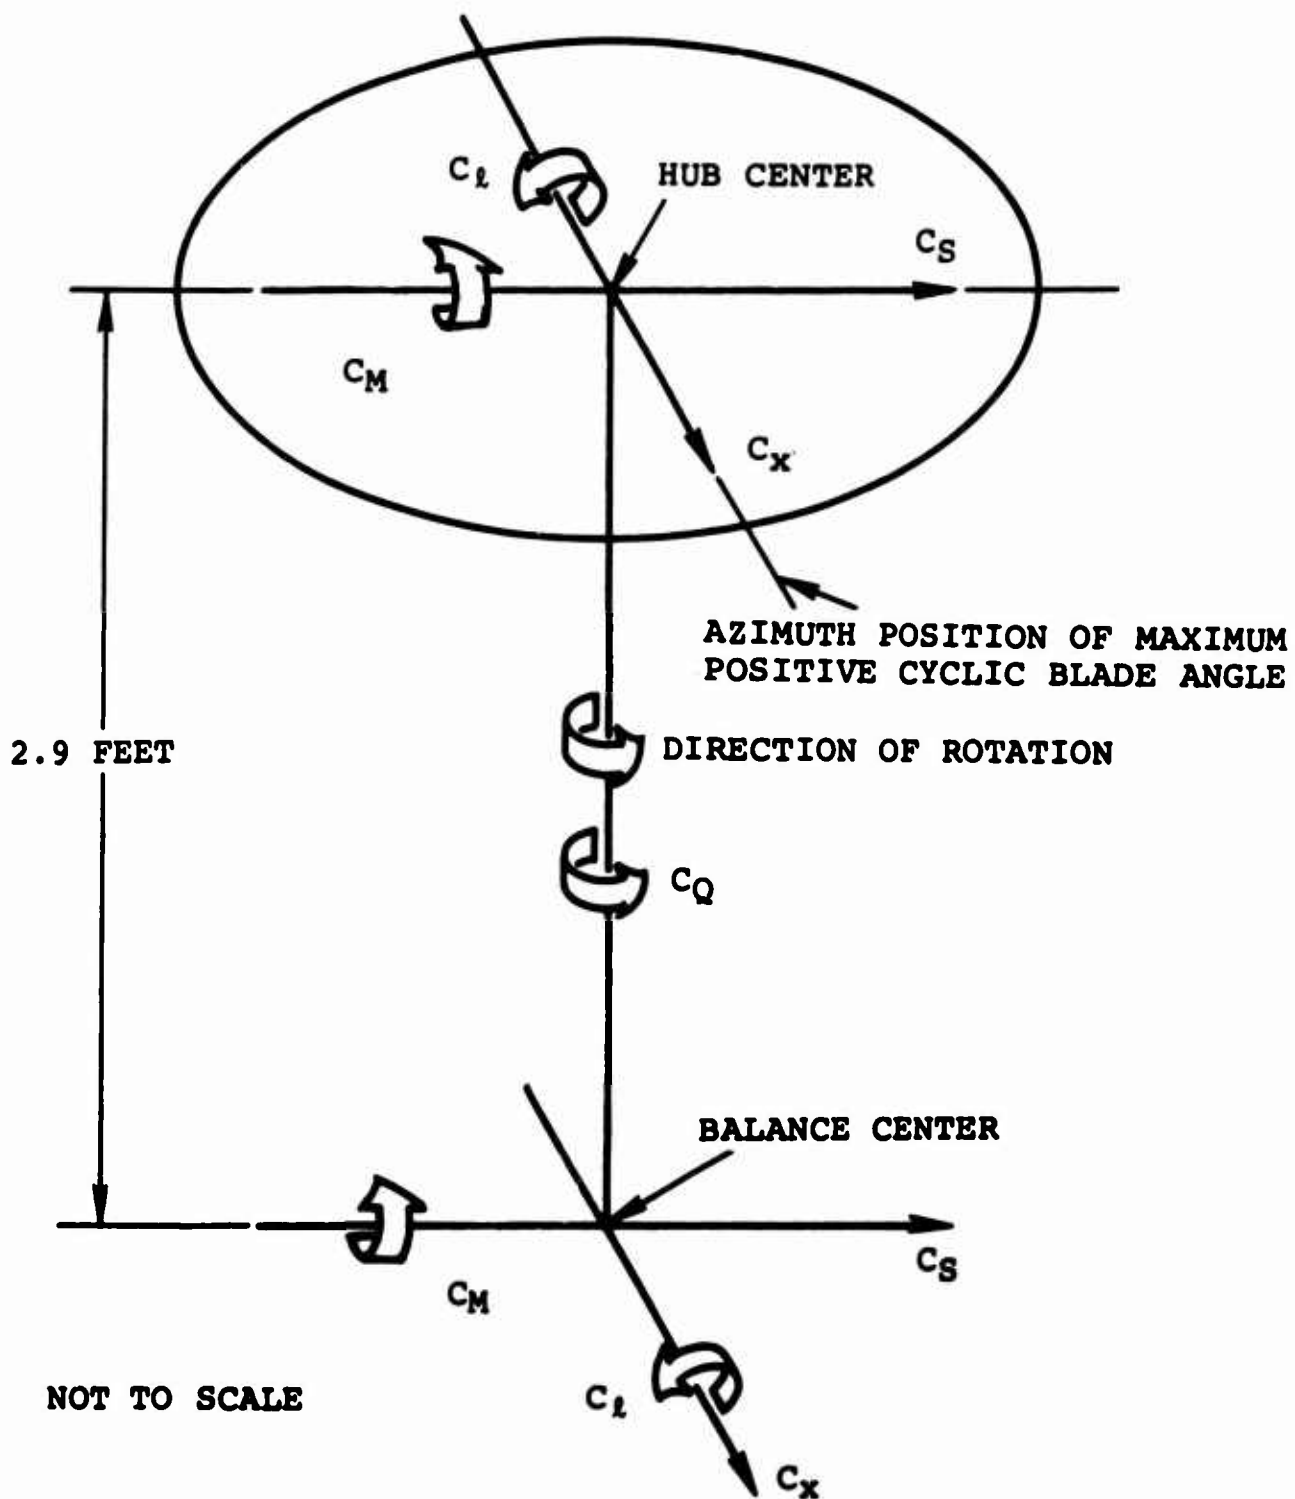 Cℓ
HUB CENTER
CS
CM
Cx
AZIMUTH POSITION OF MAXIMUM
POSITIVE CYCLIC BLADE ANGLE
2.9 FEET
DIRECTION OF ROTATION
CQ
BALANCE CENTER
CS
CM
NOT TO SCALE
Cℓ
Cx